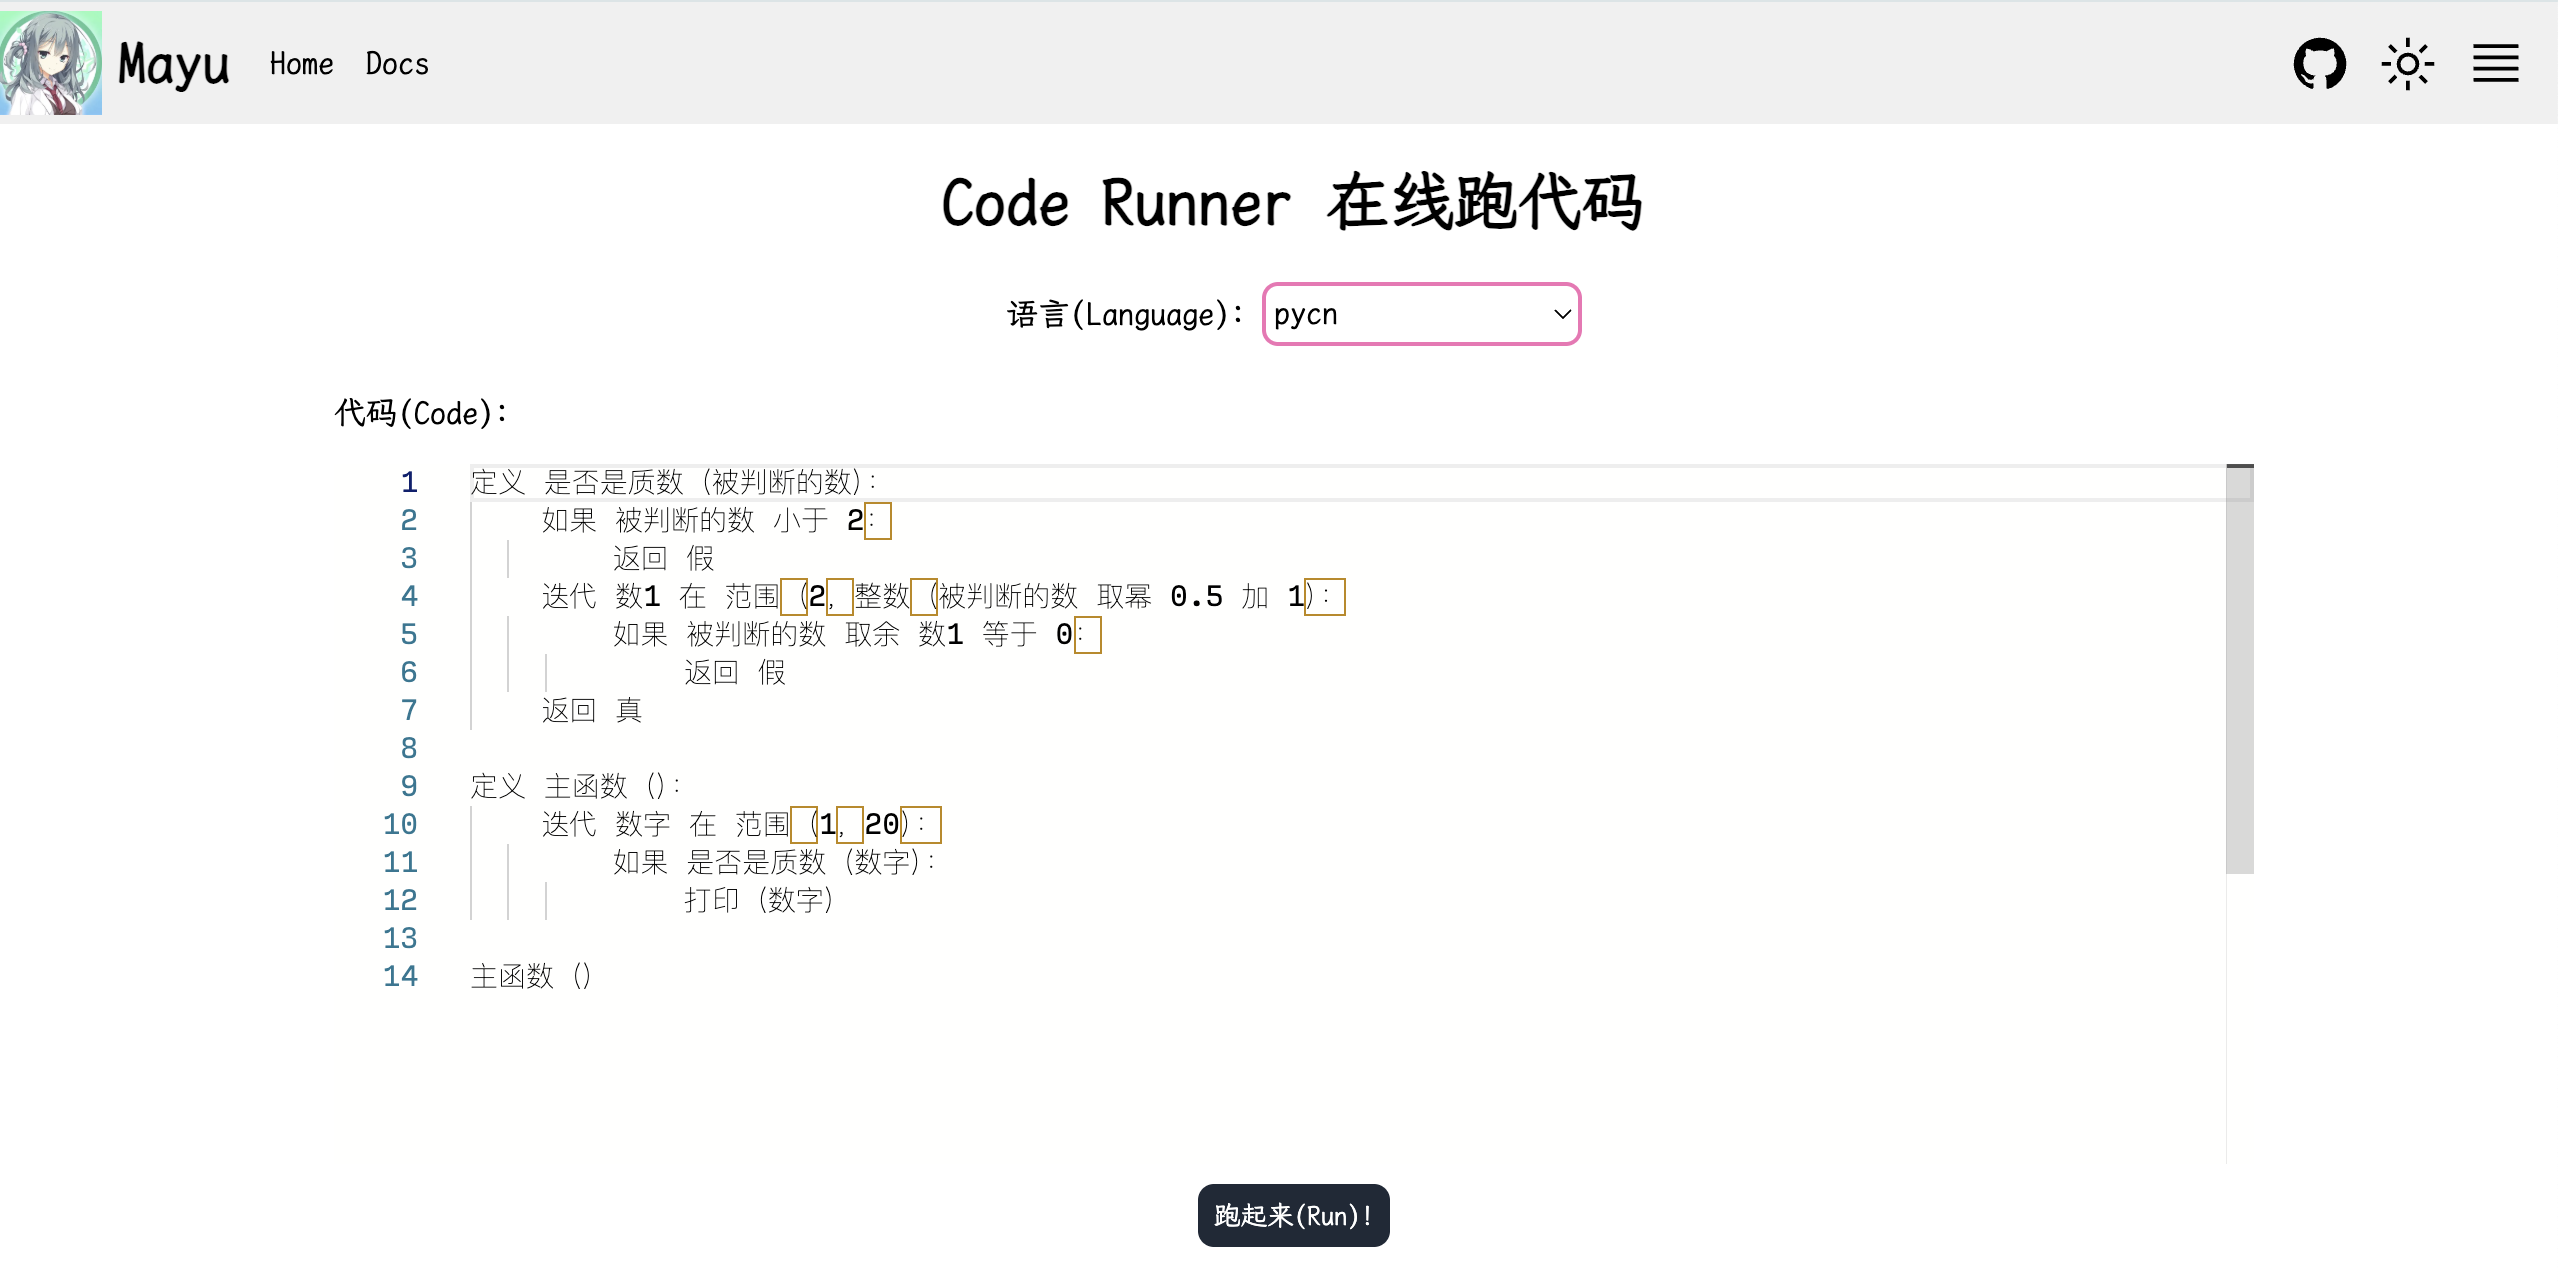 Mayu
Home
Docs
Code Runner 在线跑代码
语言(Language):
pycn
代码(Code):
1 定义 是否是质数（被判断的数）：
2 如果 被判断的数 小于 2：
3 返回 假
4 迭代 数1 在 范围（2，整数（被判断的数 取幂 0.5 加 1）：
5 如果 被判断的数 取余 数1 等于 0：
6 返回 假
7 返回 真
8
9 定义 主函数（）：
10 迭代 数字 在 范围（1，20）：
11 如果 是否是质数（数字）：
12 打印（数字）
13
14 主函数（）
跑起来(Run)!